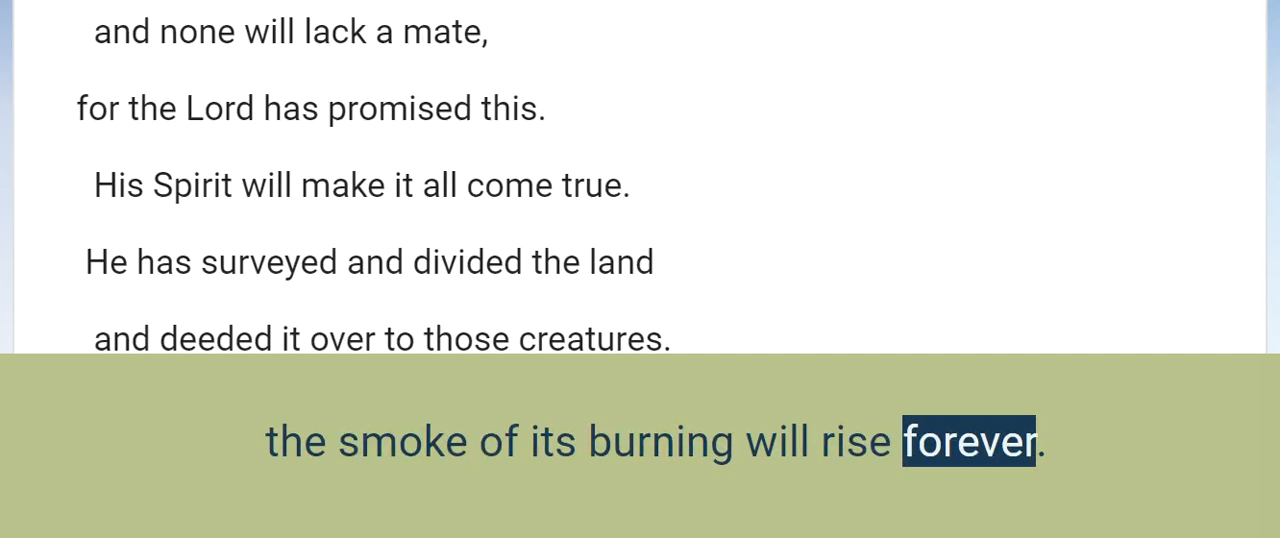 and none will lack a mate,
for the Lord has promised this.
His Spirit will make it all come true.
He has surveyed and divided the land
and deeded it over to those creatures.
the smoke of its burning will rise forever.